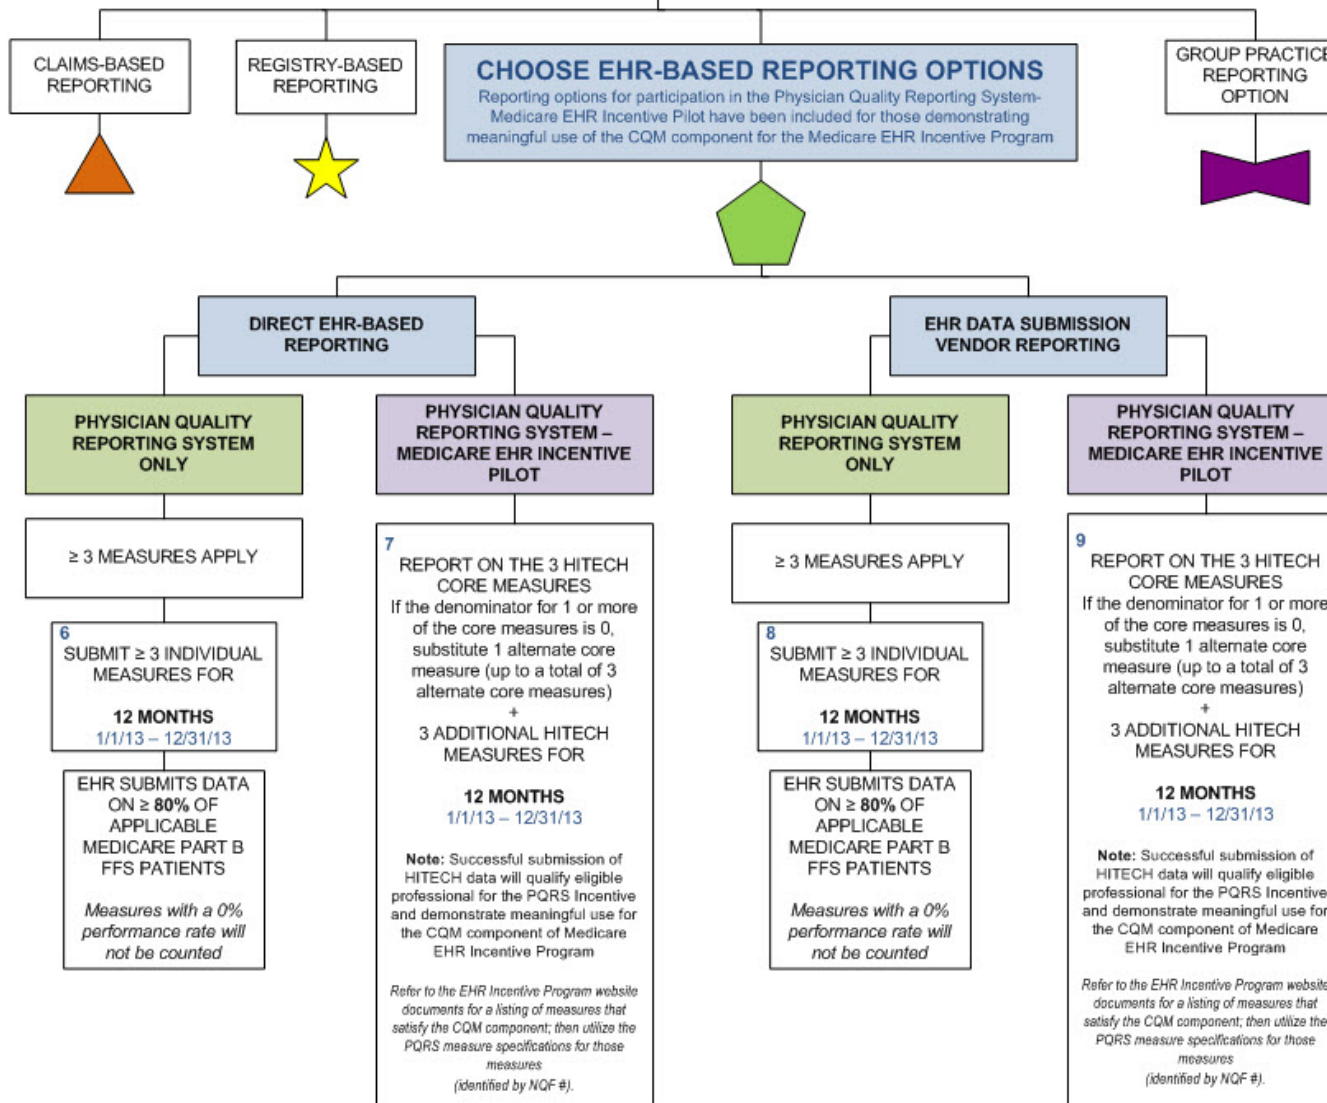 CLAIMS-BASED
REPORTING
REGISTRY-BASED
REPORTING
CHOOSE EHR-BASED REPORTING OPTIONS
Reporting options for participation in the Physician Quality Reporting System-
Medicare EHR Incentive Pilot have been included for those demonstrating
meaningful use of the CQM component for the Medicare EHR Incentive Program
GROUP PRACTICE
REPORTING
OPTION
DIRECT EHR-BASED
REPORTING
EHR DATA SUBMISSION
VENDOR REPORTING
PHYSICIAN QUALITY
REPORTING SYSTEM
ONLY
≥ 3 MEASURES APPLY
6
SUBMIT ≥ 3 INDIVIDUAL
MEASURES FOR
12 MONTHS
1/1/13 – 12/31/13
EHR SUBMITS DATA
ON ≥ 80% OF
APPLICABLE
MEDICARE PART B
FFS PATIENTS
Measures with a 0%
performance rate will
not be counted
PHYSICIAN QUALITY
REPORTING SYSTEM –
MEDICARE EHR INCENTIVE
PILOT
7
REPORT ON THE 3 HITECH
CORE MEASURES
If the denominator for 1 or more
of the core measures is 0,
substitute 1 alternate core
measure (up to a total of 3
alternate core measures)
+
3 ADDITIONAL HITECH
MEASURES FOR
12 MONTHS
1/1/13 – 12/31/13
Note: Successful submission of
HITECH data will qualify eligible
professional for the PQRS Incentive
and demonstrate meaningful use for
the CQM component of Medicare
EHR Incentive Program
Refer to the EHR Incentive Program website
documents for a listing of measures that
satisfy the CQM component; then utilize the
PQRS measure specifications for those
measures
(identified by NQF #).
PHYSICIAN QUALITY
REPORTING SYSTEM
ONLY
≥ 3 MEASURES APPLY
8
SUBMIT ≥ 3 INDIVIDUAL
MEASURES FOR
12 MONTHS
1/1/13 – 12/31/13
EHR SUBMITS DATA
ON ≥ 80% OF
APPLICABLE
MEDICARE PART B
FFS PATIENTS
Measures with a 0%
performance rate will
not be counted
PHYSICIAN QUALITY
REPORTING SYSTEM –
MEDICARE EHR INCENTIVE
PILOT
9
REPORT ON THE 3 HITECH
CORE MEASURES
If the denominator for 1 or more
of the core measures is 0,
substitute 1 alternate core
measure (up to a total of 3
alternate core measures)
+
3 ADDITIONAL HITECH
MEASURES FOR
12 MONTHS
1/1/13 – 12/31/13
Note: Successful submission of
HITECH data will qualify eligible
professional for the PQRS Incentive
and demonstrate meaningful use for
the CQM component of Medicare
EHR Incentive Program
Refer to the EHR Incentive Program website
documents for a listing of measures that
satisfy the CQM component; then utilize the
PQRS measure specifications for those
measures
(identified by NQF #).